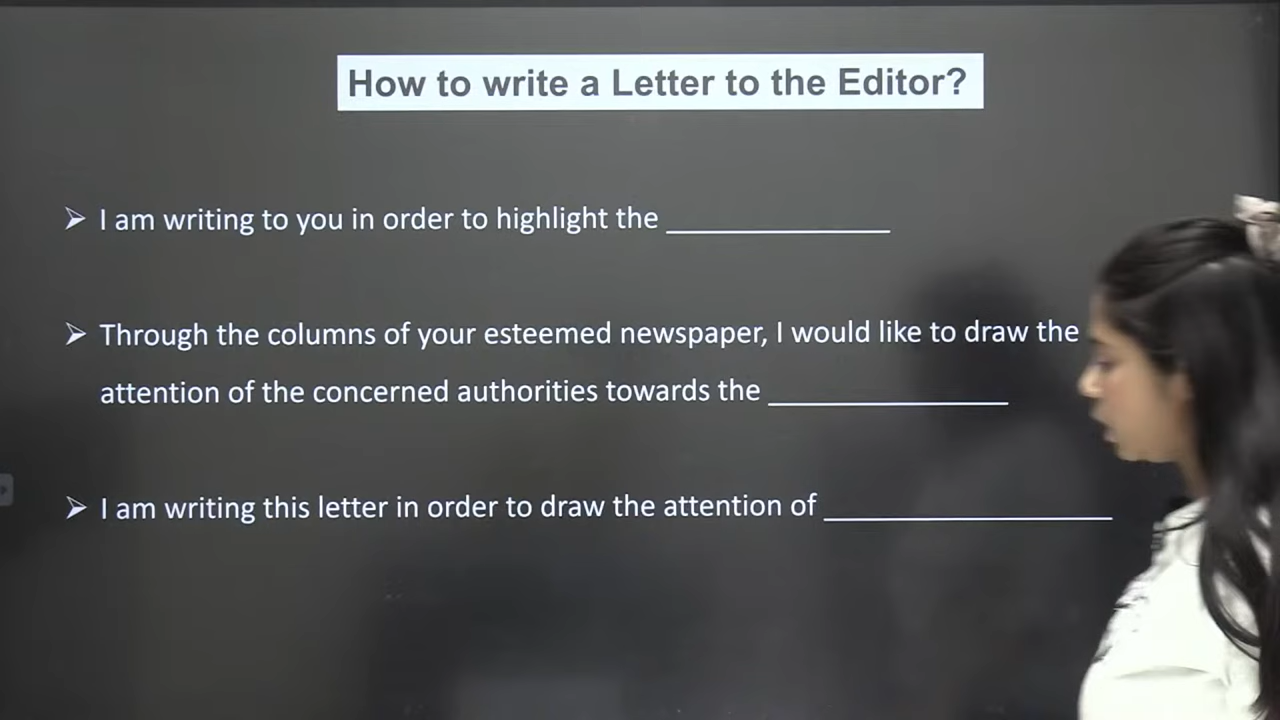 How to write a Letter to the Editor?
➢ I am writing to you in order to highlight the _______________
➢ Through the columns of your esteemed newspaper, I would like to draw the
attention of the concerned authorities towards the ________________
➢ I am writing this letter in order to draw the attention of ___________________